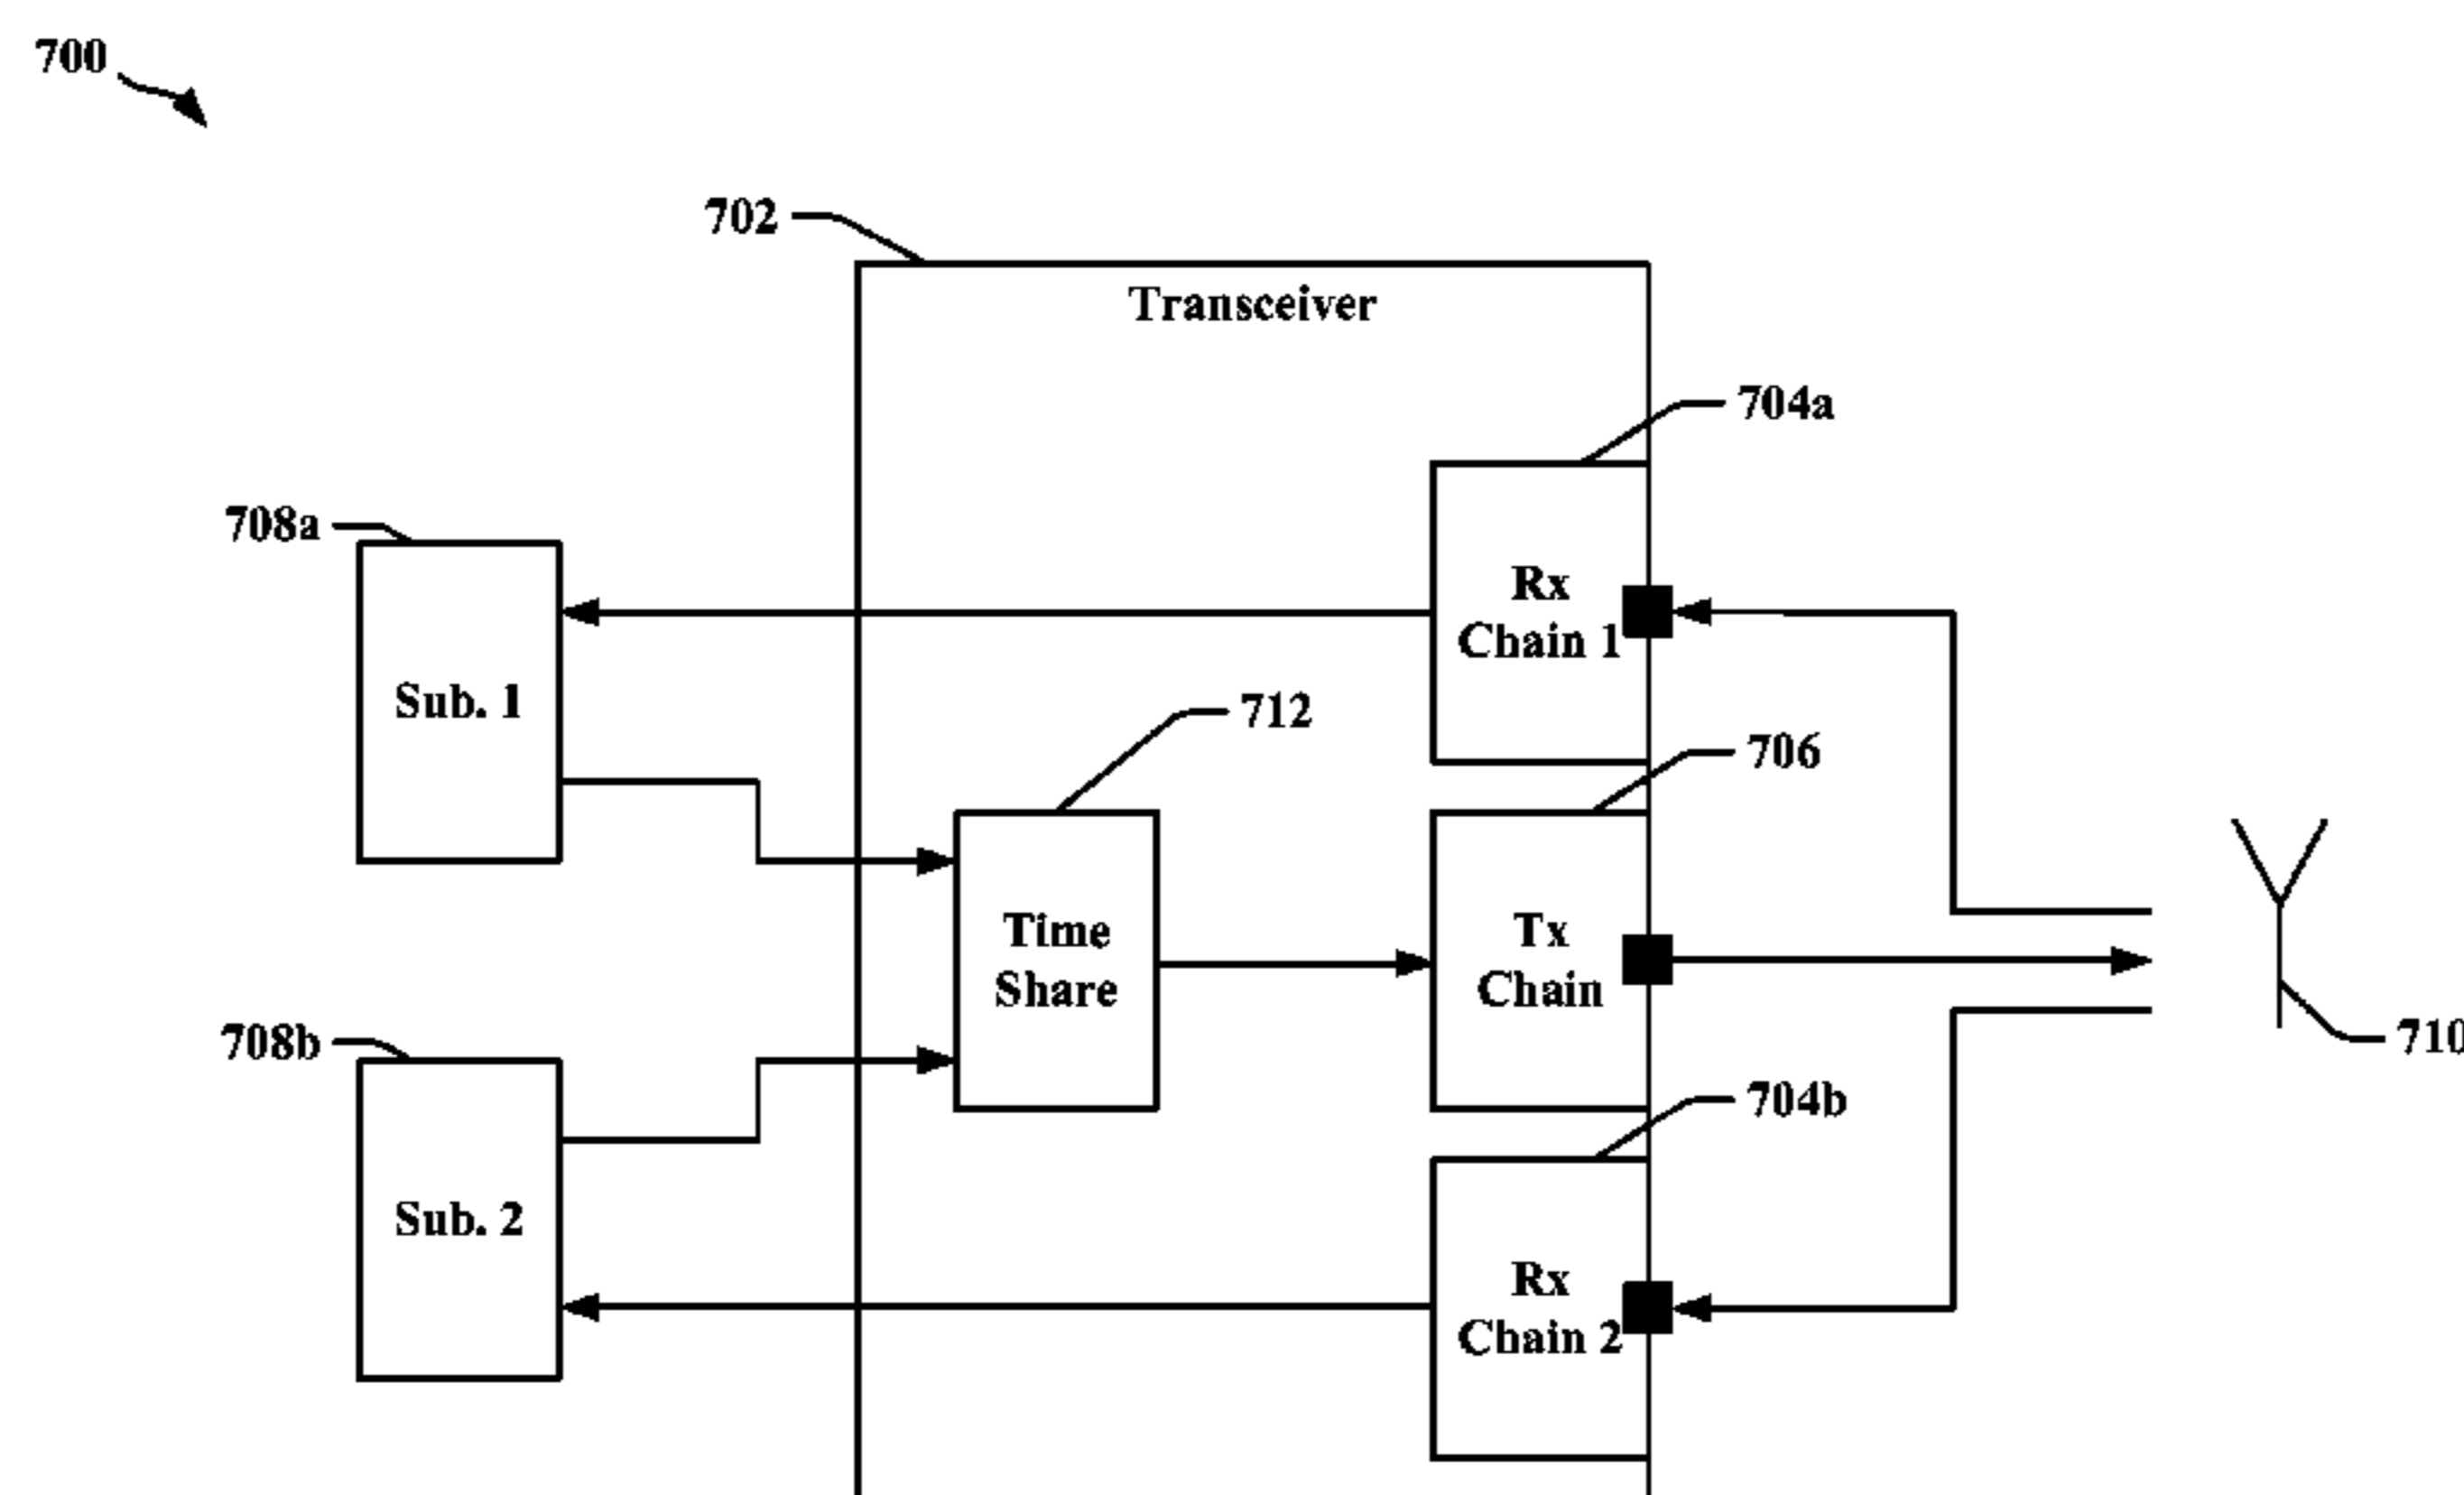 700
702
Transceiver
704a
708a
Rx
Chain 1
Sub. 1
712
706
Time
Share
Tx
Chain
710
708b
704b
Sub. 2
Rx
Chain 2